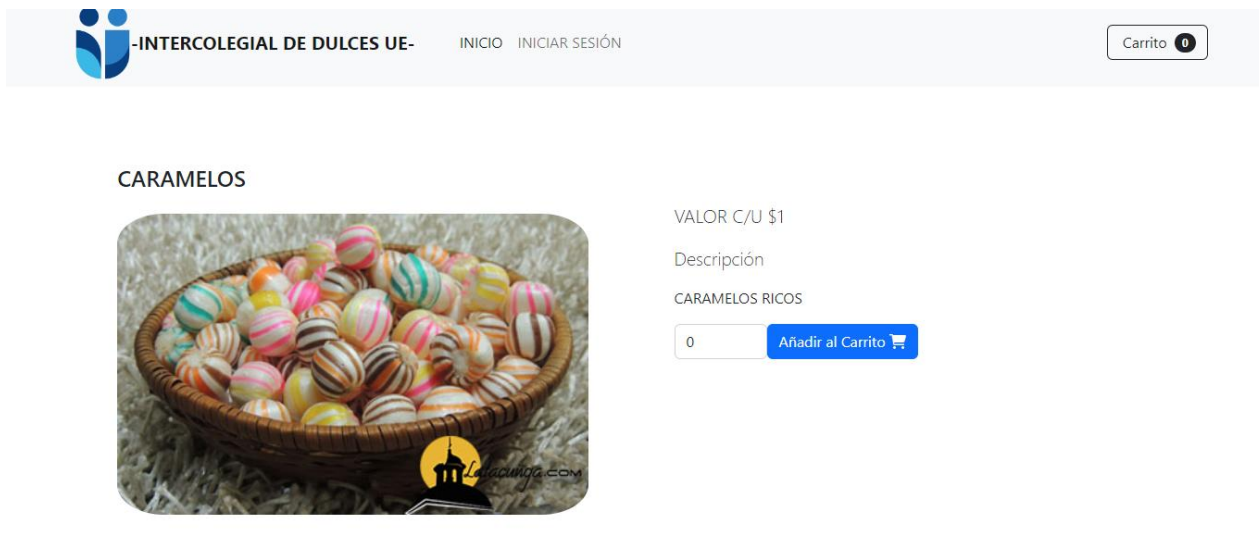 -INTERCOLEGIAL DE DULCES UE- INICIO INICIAR SESIÓN Carrito 0
CARAMELOS
VALOR C/U $1
Descripción
CARAMELOS RICOS
0 Añadir al Carrito
Latacunga.com